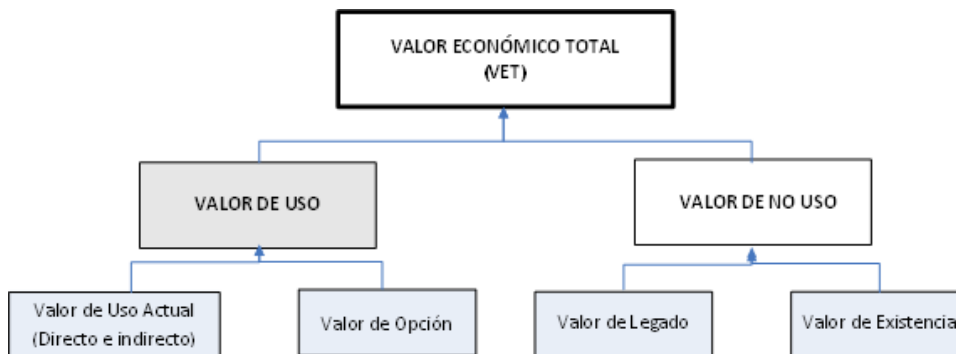 VALOR ECONÓMICO TOTAL
(VET)
VALOR DE USO
VALOR DE NO USO
Valor de Uso Actual
(Directo e indirecto)
Valor de Opción
Valor de Legado
Valor de Existencia